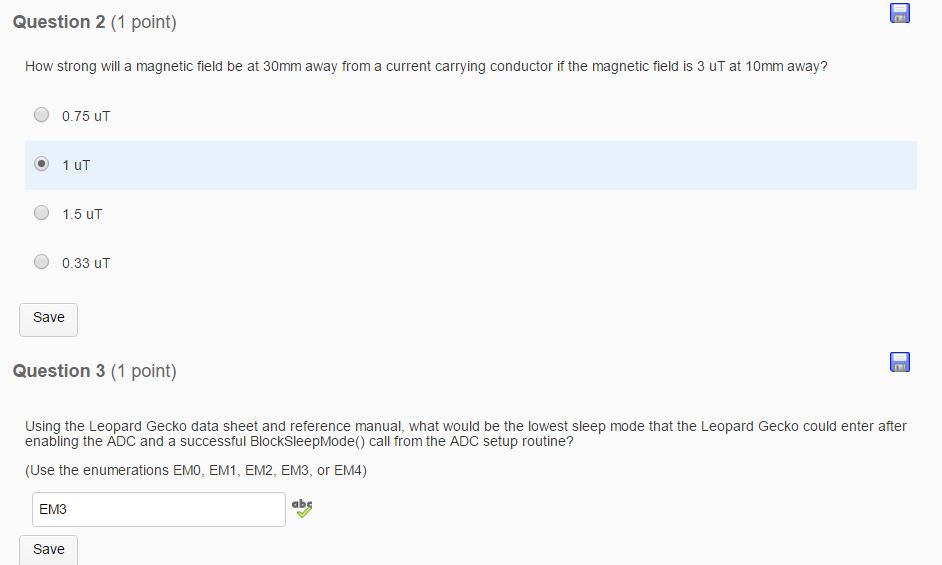 Question 2 (1 point)
How strong will a magnetic field be at 30mm away from a current carrying conductor if the magnetic field is 3 uT at 10mm away?
0.75 uT
1 uT
1.5 uT
0.33 uT
Save
Question 3 (1 point)
Using the Leopard Gecko data sheet and reference manual, what would be the lowest sleep mode that the Leopard Gecko could enter after
enabling the ADC and a successful BlockSleepMode() call from the ADC setup routine?
(Use the enumerations EM0, EM1, EM2, EM3, or EM4)
EM3
abc
Save